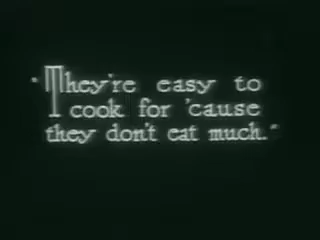 "They're easy to
cook for 'cause
they don't eat much."